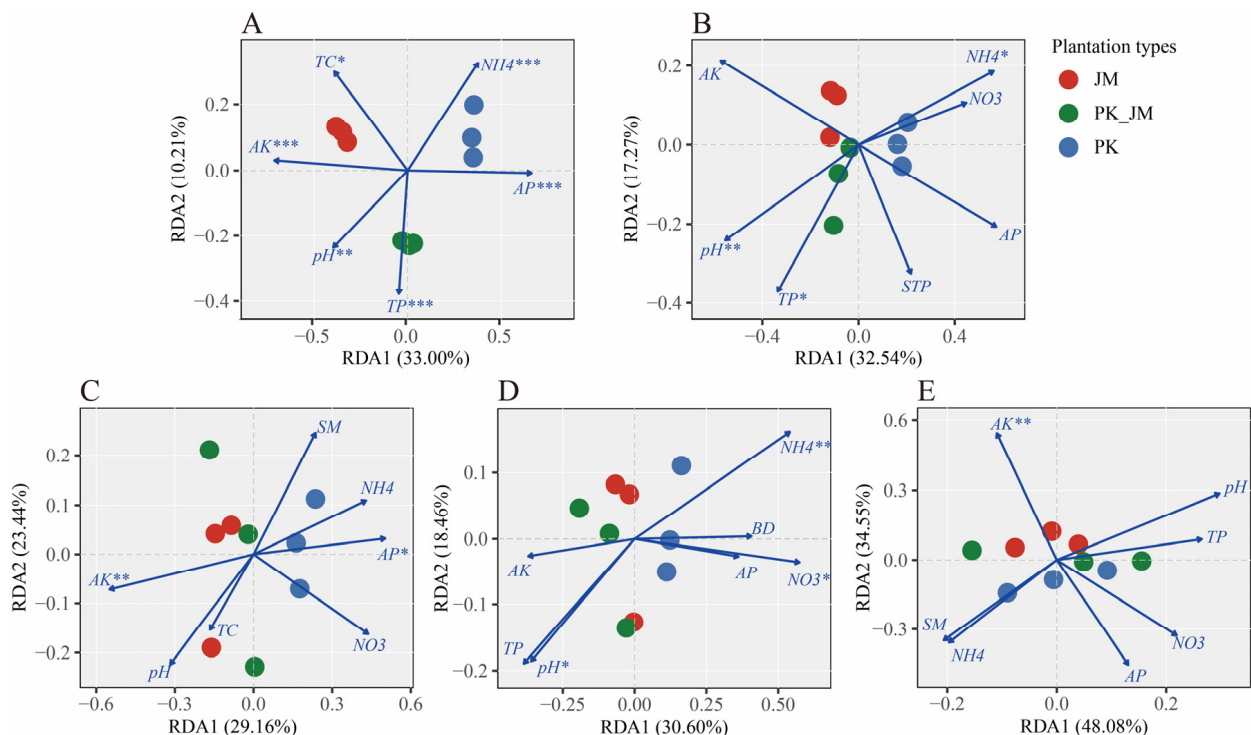 A
B
Plantation types
JM
PK_JM
PK
TC*
NH4***
AK***
AP***
pH**
TP***
0.2
0.0
−0.2
−0.4
−0.5
0.0
0.5
RDA2 (10.21%)
RDA1 (33.00%)
AK
NH4*
NO3
pH**
TP*
STP
AP
0.2
0.0
−0.2
−0.4
−0.4
0.0
0.4
RDA2 (17.27%)
RDA1 (32.54%)
C
D
E
SM
NH4
AP*
AK**
TC
pH
NO3
0.2
0.1
0.0
−0.1
−0.2
−0.6
−0.3
0.0
0.3
0.6
RDA2 (23.44%)
RDA1 (29.16%)
NH4**
BD
AK
AP
NO3*
TP
pH*
0.1
0.0
−0.1
−0.2
−0.25
0.00
0.25
0.50
RDA2 (18.46%)
RDA1 (30.60%)
AK**
pH
TP
SM
NH4
NO3
AP
0.6
0.3
0.0
−0.3
−0.2
0.0
0.2
RDA2 (34.55%)
RDA1 (48.08%)